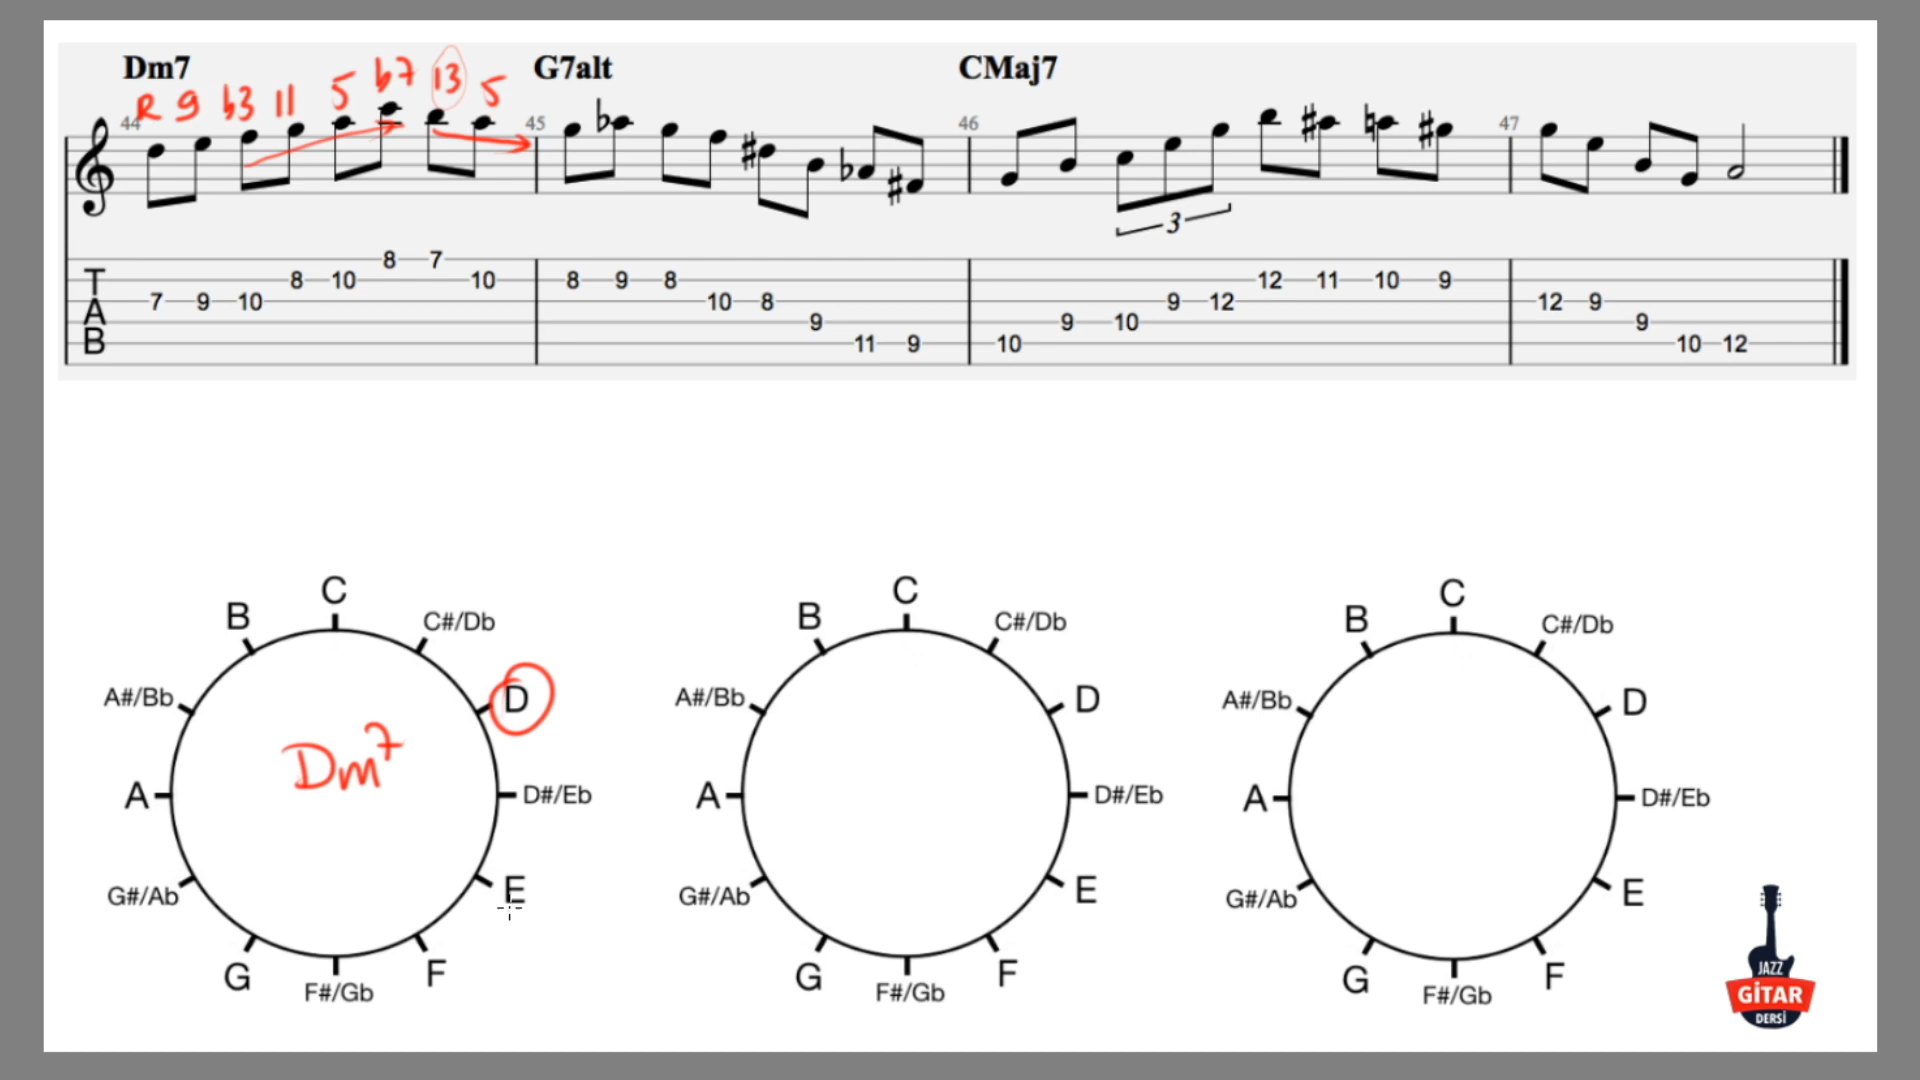 Dm7 G7alt CMaj7
R 9 b3 11 5 b7 13 5
44 45 46 47
3
8 7
T 8 10 10 8 9 8 12 11 10 9
A 7 9 10 10 8 9 12 12 9
9 9 10 9
B 11 9 10 10 12
C C C
B C#/Db B C#/Db B C#/Db
A#/Bb D A#/Bb D A#/Bb D
Dm7
A D#/Eb A D#/Eb A D#/Eb
G#/Ab E G#/Ab E G#/Ab E
G F G F G F
F#/Gb F#/Gb F#/Gb
JAZZ
GİTAR
DERSİ